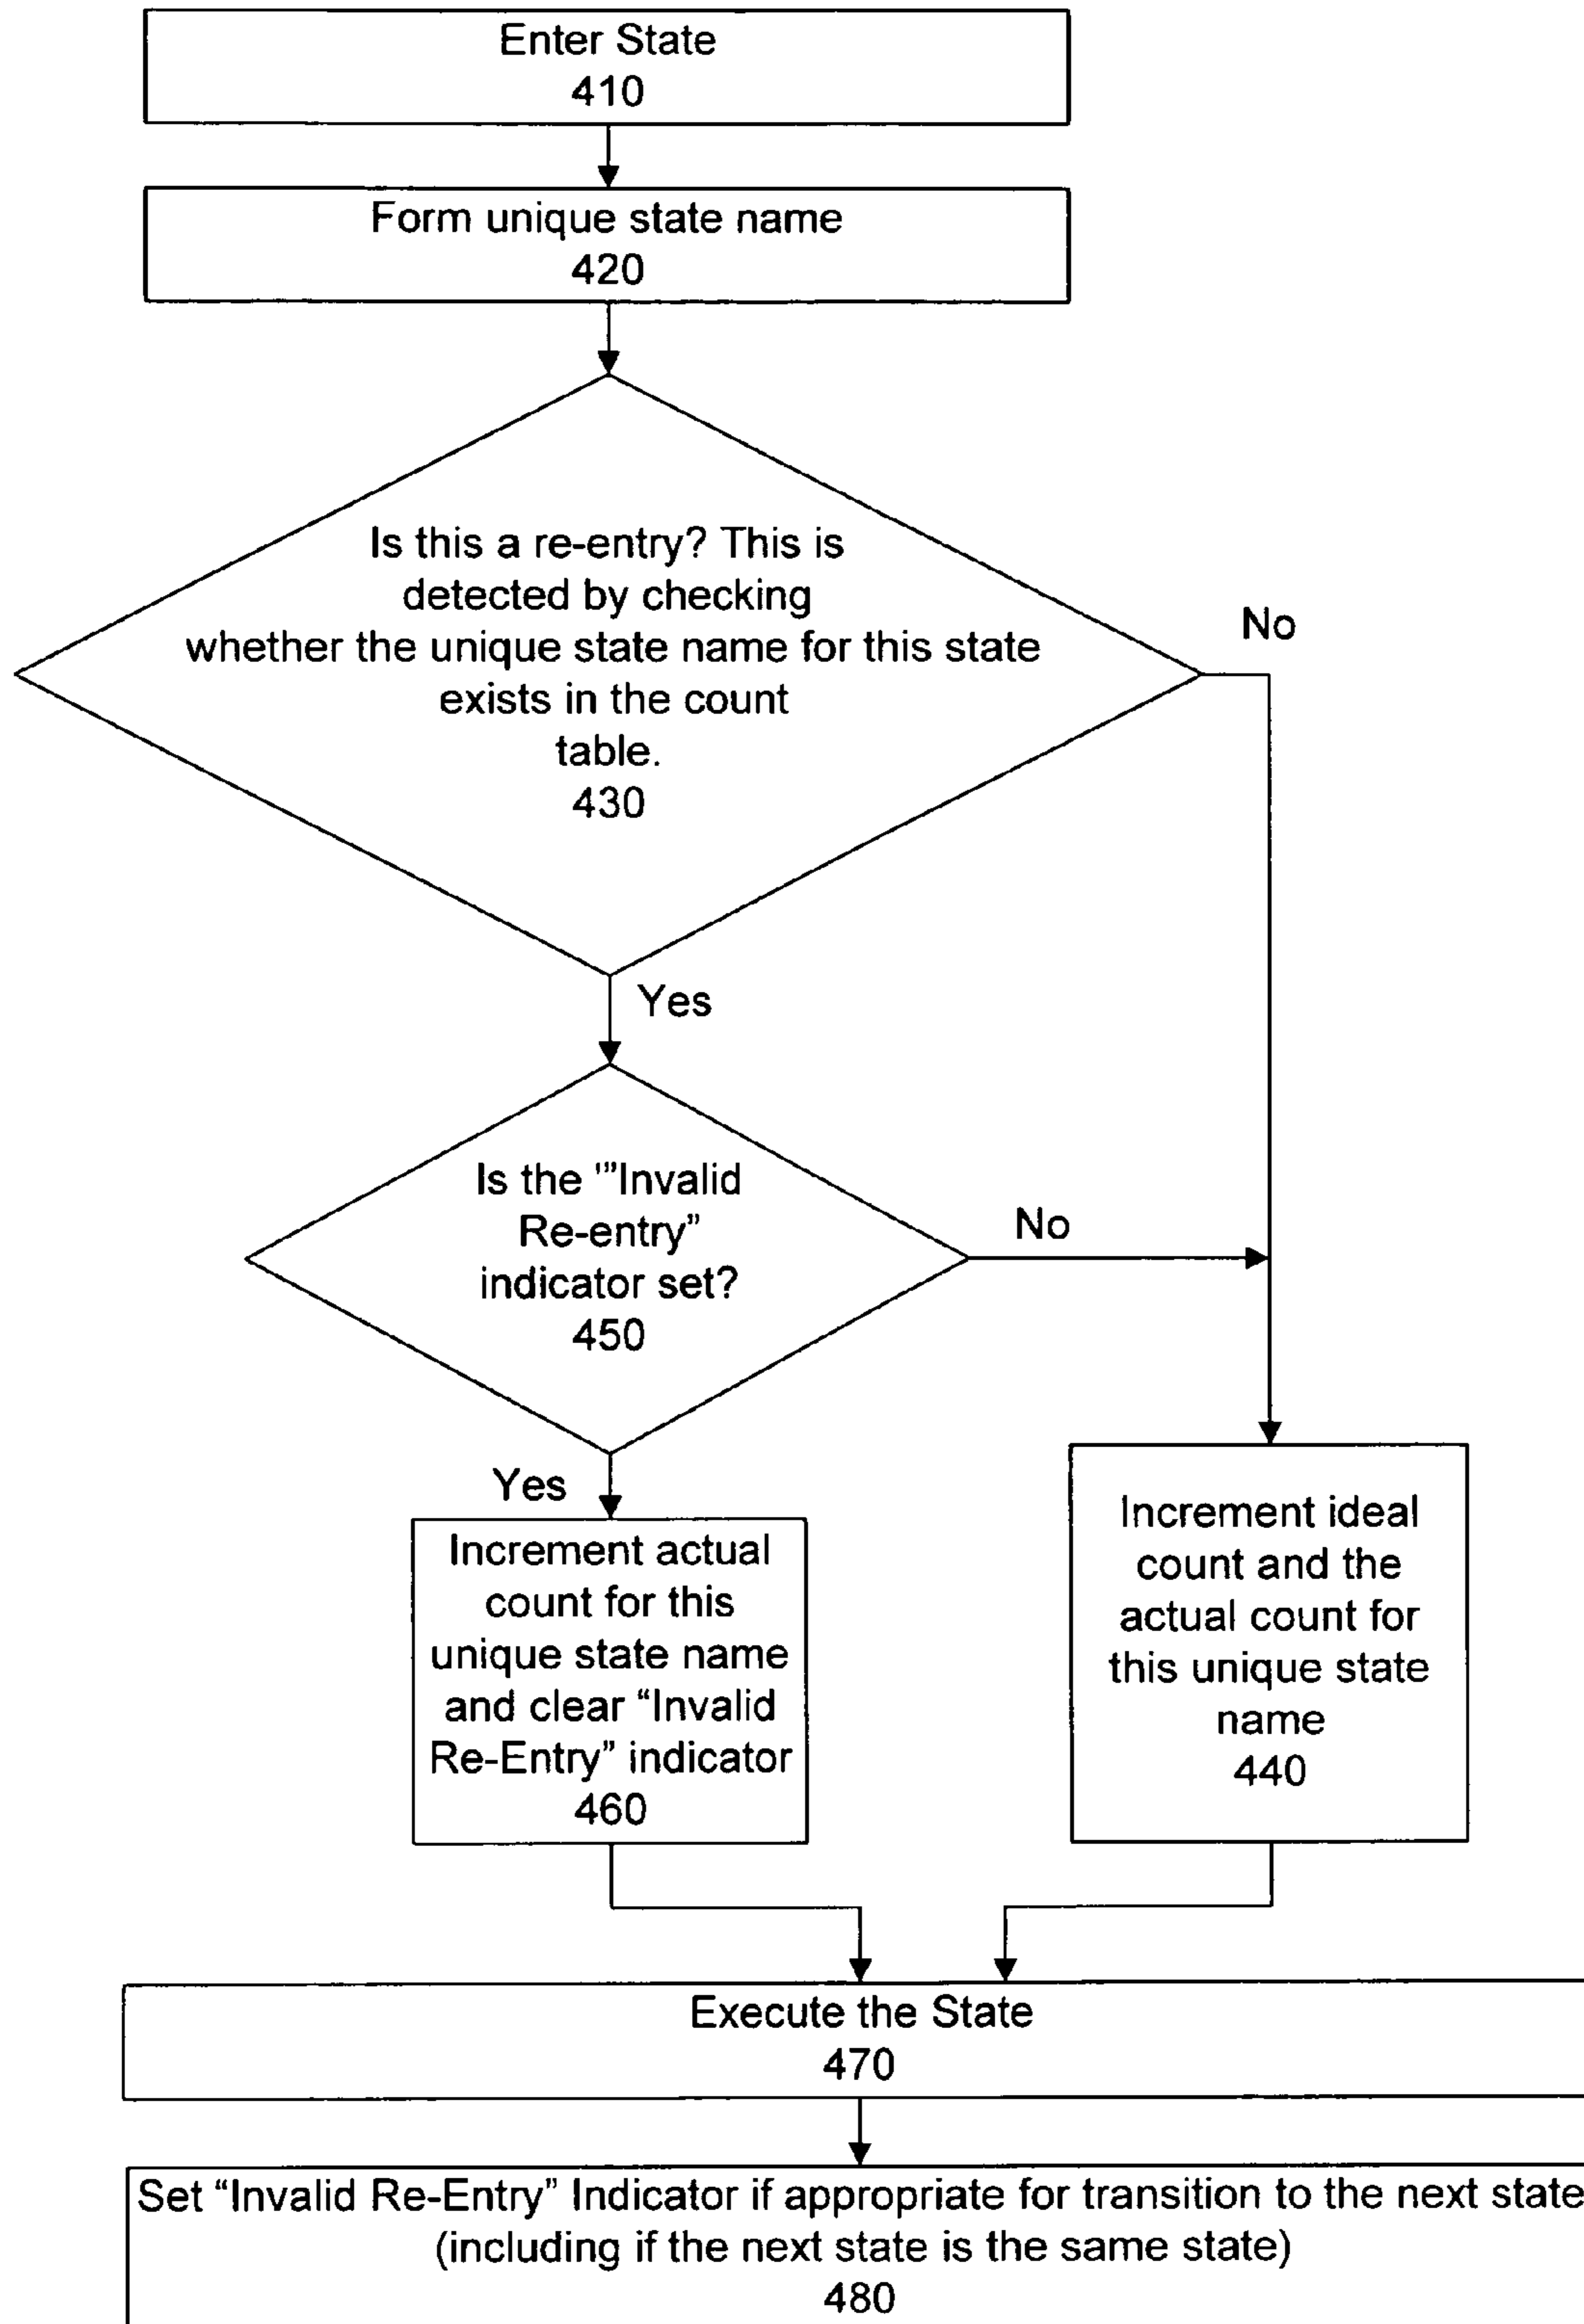 Enter State
410
Form unique state name
420
Is this a re-entry? This is
detected by checking
whether the unique state name for this state
exists in the count
table.
430
No
Yes
Is the '”Invalid
Re-entry”
indicator set?
450
No
Yes
Increment actual
count for this
unique state name
and clear “Invalid
Re-Entry” indicator
460
Increment ideal
count and the
actual count for
this unique state
name
440
Execute the State
470
Set “Invalid Re-Entry” Indicator if appropriate for transition to the next state
(including if the next state is the same state)
480